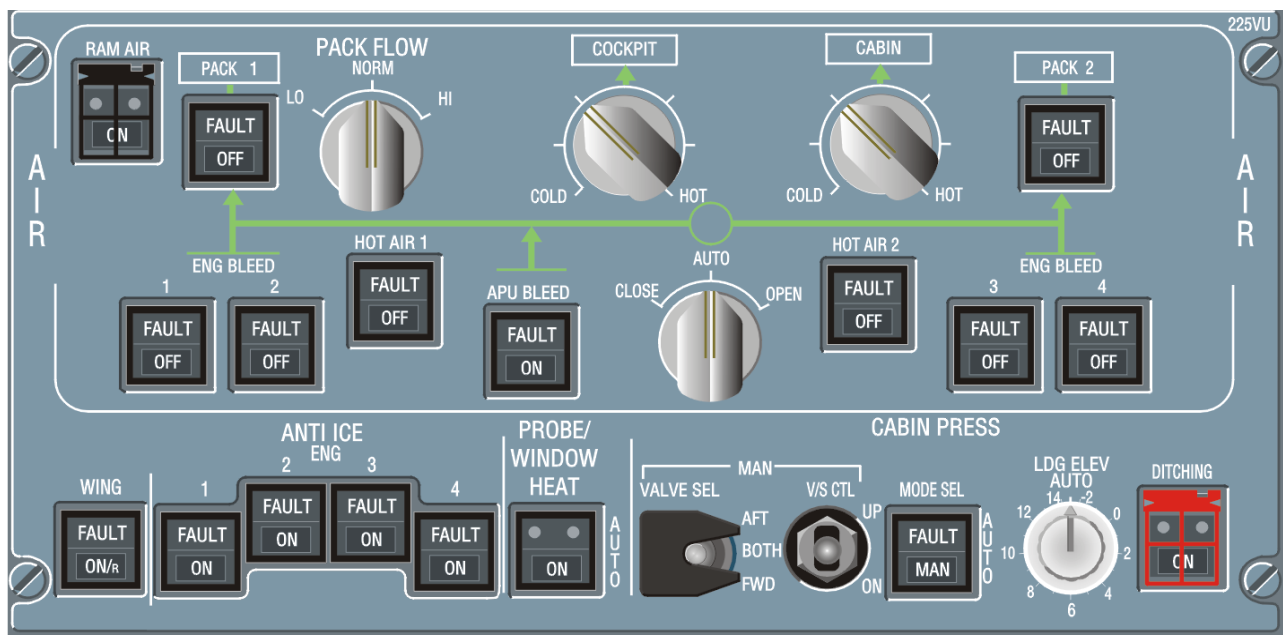 225VU
RAM AIR
PACK FLOW
COCKPIT
CABIN
PACK 1
NORM
PACK 2
LO
HI
ON
FAULT
OFF
FAULT
OFF
AIR
AIR
COLD
HOT
COLD
HOT
ENG BLEED
HOT AIR 1
AUTO
HOT AIR 2
ENG BLEED
1
2
FAULT
OFF
APU BLEED
CLOSE
OPEN
FAULT
OFF
3
4
FAULT
OFF
FAULT
OFF
FAULT
ON
FAULT
OFF
FAULT
OFF
ANTI ICE
ENG
PROBE/
WINDOW
HEAT
CABIN PRESS
WING
1
2
3
4
MAN
VALVE SEL
V/S CTL
MODE SEL
LDG ELEV
AUTO
DITCHING
FAULT
ON/R
FAULT
ON
FAULT
ON
FAULT
ON
FAULT
ON
ON
AUTO
AFT
BOTH
FWD
UP
ON
FAULT
MAN
AUTO
14 -2
12 0
10 2
8 4
6
ON